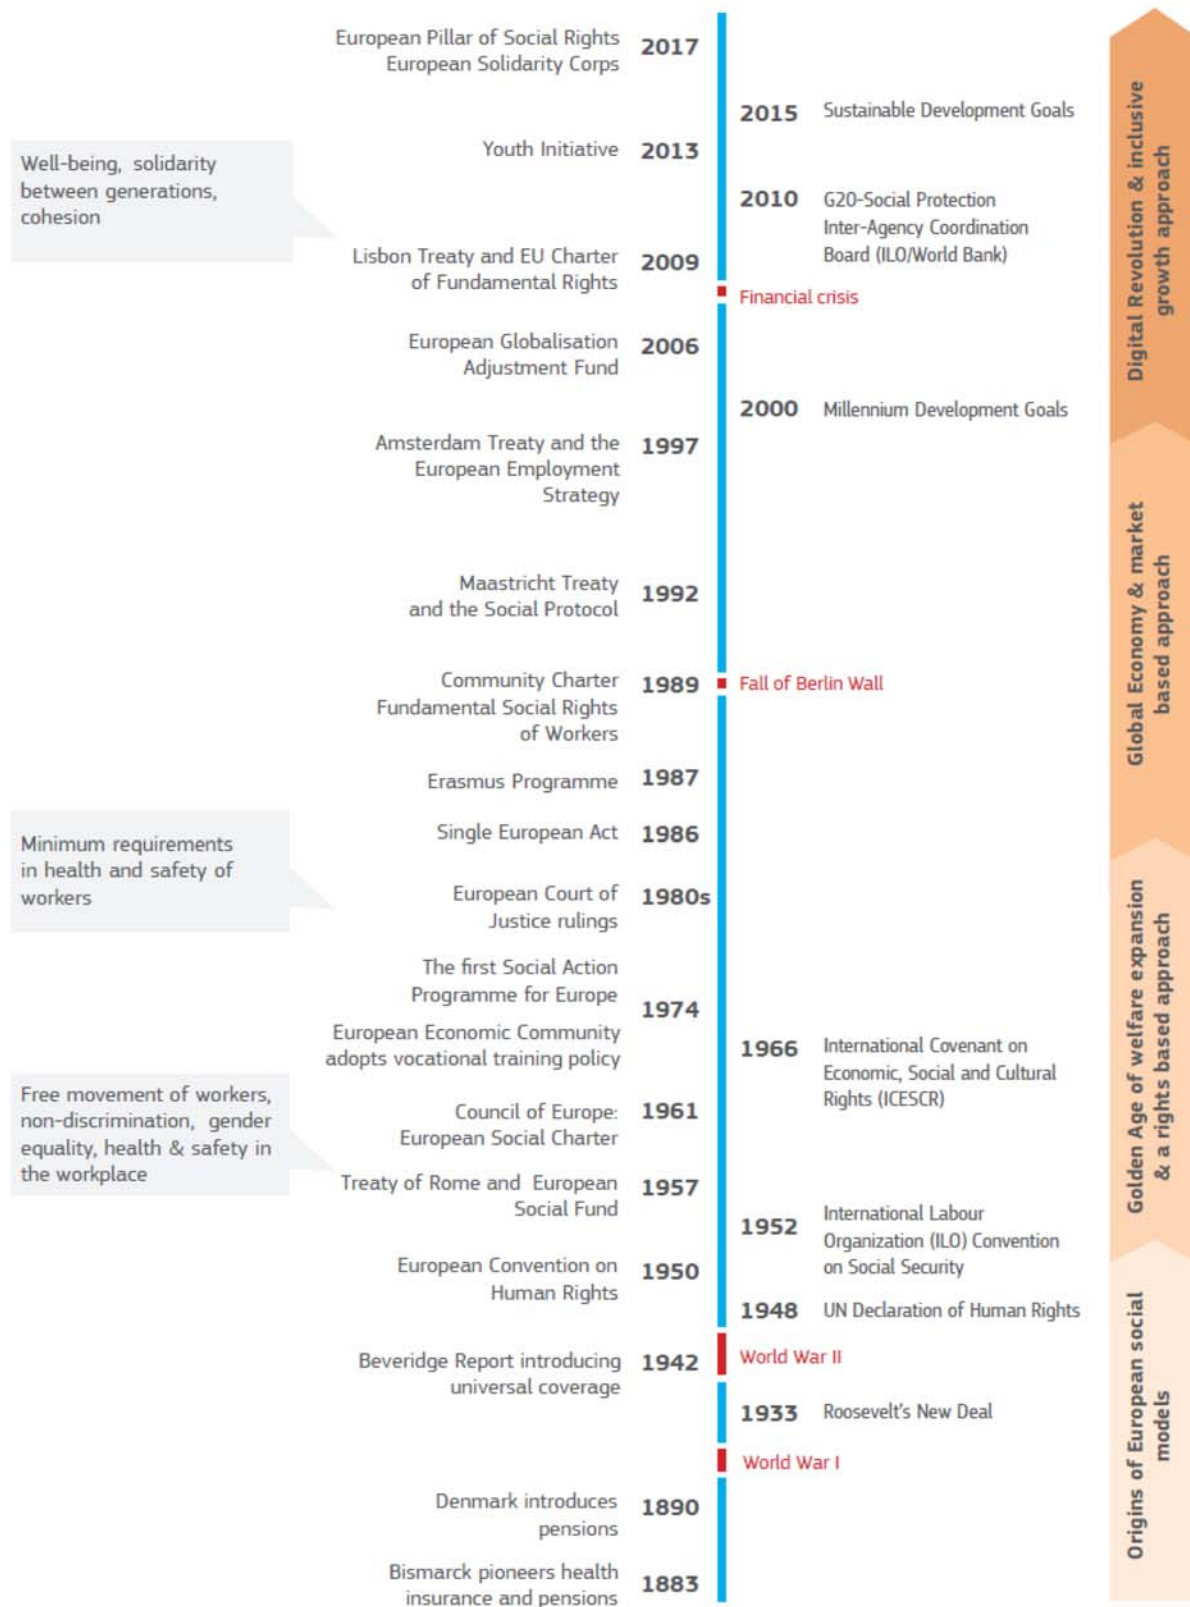 European Pillar of Social Rights
European Solidarity Corps
2017
2015
Sustainable Development Goals
Youth Initiative
2013
Well-being, solidarity
between generations,
cohesion
2010
G20-Social Protection
Inter-Agency Coordination
Board (ILO/World Bank)
Lisbon Treaty and EU Charter
of Fundamental Rights
2009
Financial crisis
European Globalisation
Adjustment Fund
2006
2000
Millennium Development Goals
Amsterdam Treaty and the
European Employment
Strategy
1997
Maastricht Treaty
and the Social Protocol
1992
Community Charter
Fundamental Social Rights
of Workers
1989
Fall of Berlin Wall
Erasmus Programme
1987
Single European Act
1986
Minimum requirements
in health and safety of
workers
European Court of
Justice rulings
1980s
The first Social Action
Programme for Europe
1974
European Economic Community
adopts vocational training policy
1966
International Covenant on
Economic, Social and Cultural
Rights (ICESCR)
Free movement of workers,
non-discrimination, gender
equality, health & safety in
the workplace
Council of Europe:
European Social Charter
1961
Treaty of Rome and European
Social Fund
1957
1952
International Labour
Organization (ILO) Convention
on Social Security
European Convention on
Human Rights
1950
1948
UN Declaration of Human Rights
Beveridge Report introducing
universal coverage
1942
World War II
1933
Roosevelt's New Deal
World War I
Denmark introduces
pensions
1890
Bismarck pioneers health
insurance and pensions
1883
Digital Revolution & inclusive
growth approach
Global Economy & market
based approach
Golden Age of welfare expansion
& a rights based approach
Origins of European social
models